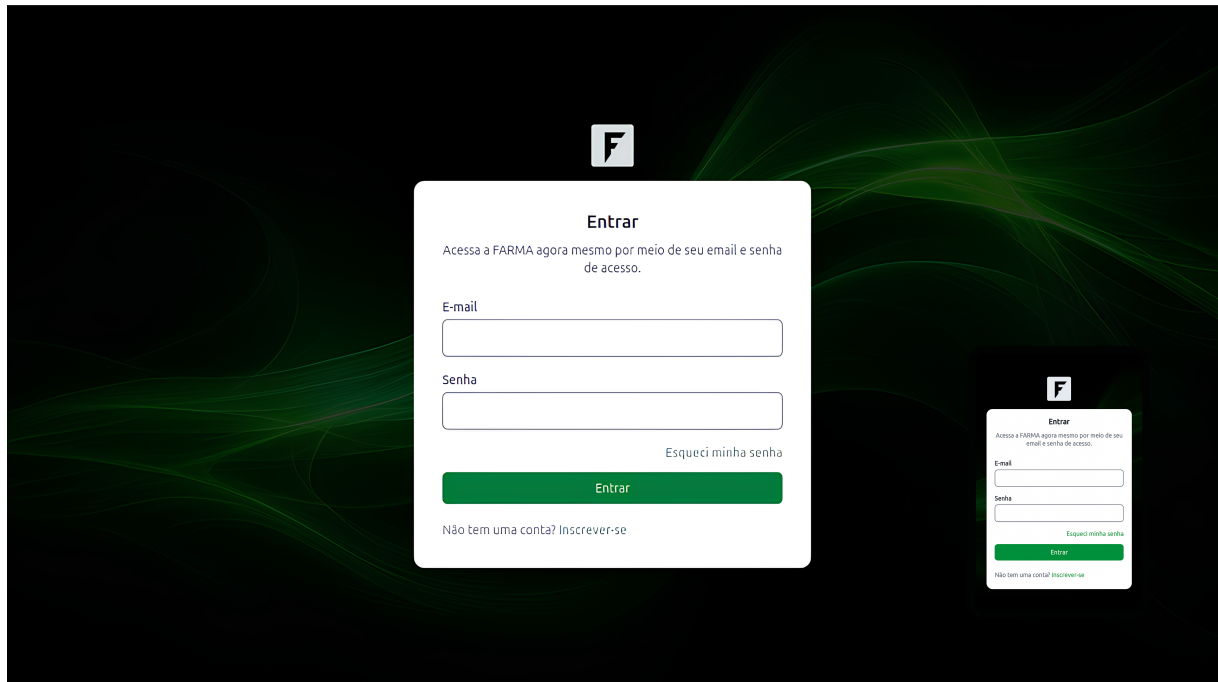 F
Entrar
Acessa a FARMA agora mesmo por meio de seu email e senha
de acesso.
E-mail
Senha
Esqueci minha senha
Entrar
Não tem uma conta? Inscrever-se
F
Entrar
Acessa a FARMA agora mesmo por meio de seu
email e senha de acesso.
E-mail
Senha
Esqueci minha senha
Entrar
Não tem uma conta? Inscrever-se